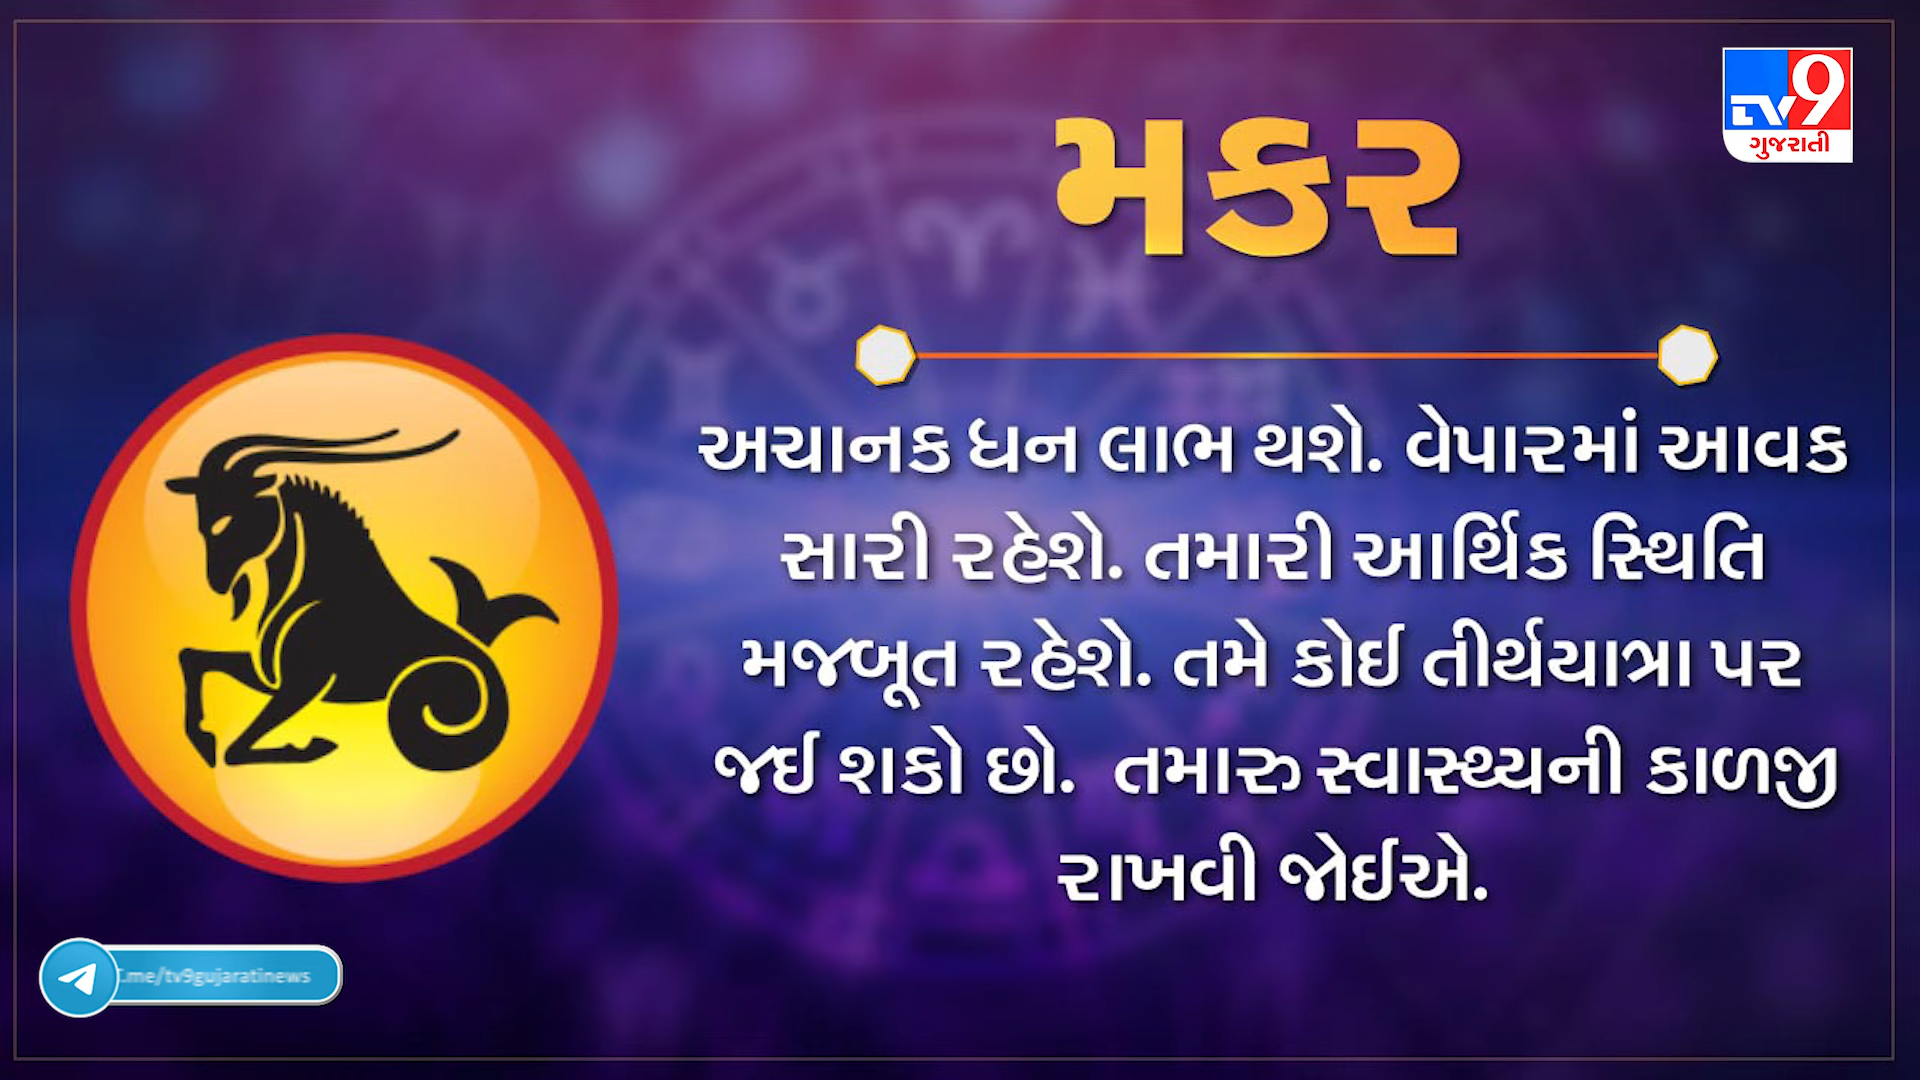 TV9
ગુજરાતી
મકર
અચાનક ધન લાભ થશે. વેપારમાં આવક
સારી રહેશે. તમારી આર્થિક સ્થિતિ
મજબૂત રહેશે. તમે કોઈ તીર્થયાત્રા પર
જઈ શકો છો. તમારુ સ્વાસ્થ્યની કાળજી
રાખવી જોઈએ.
t.me/tv9gujaratinews